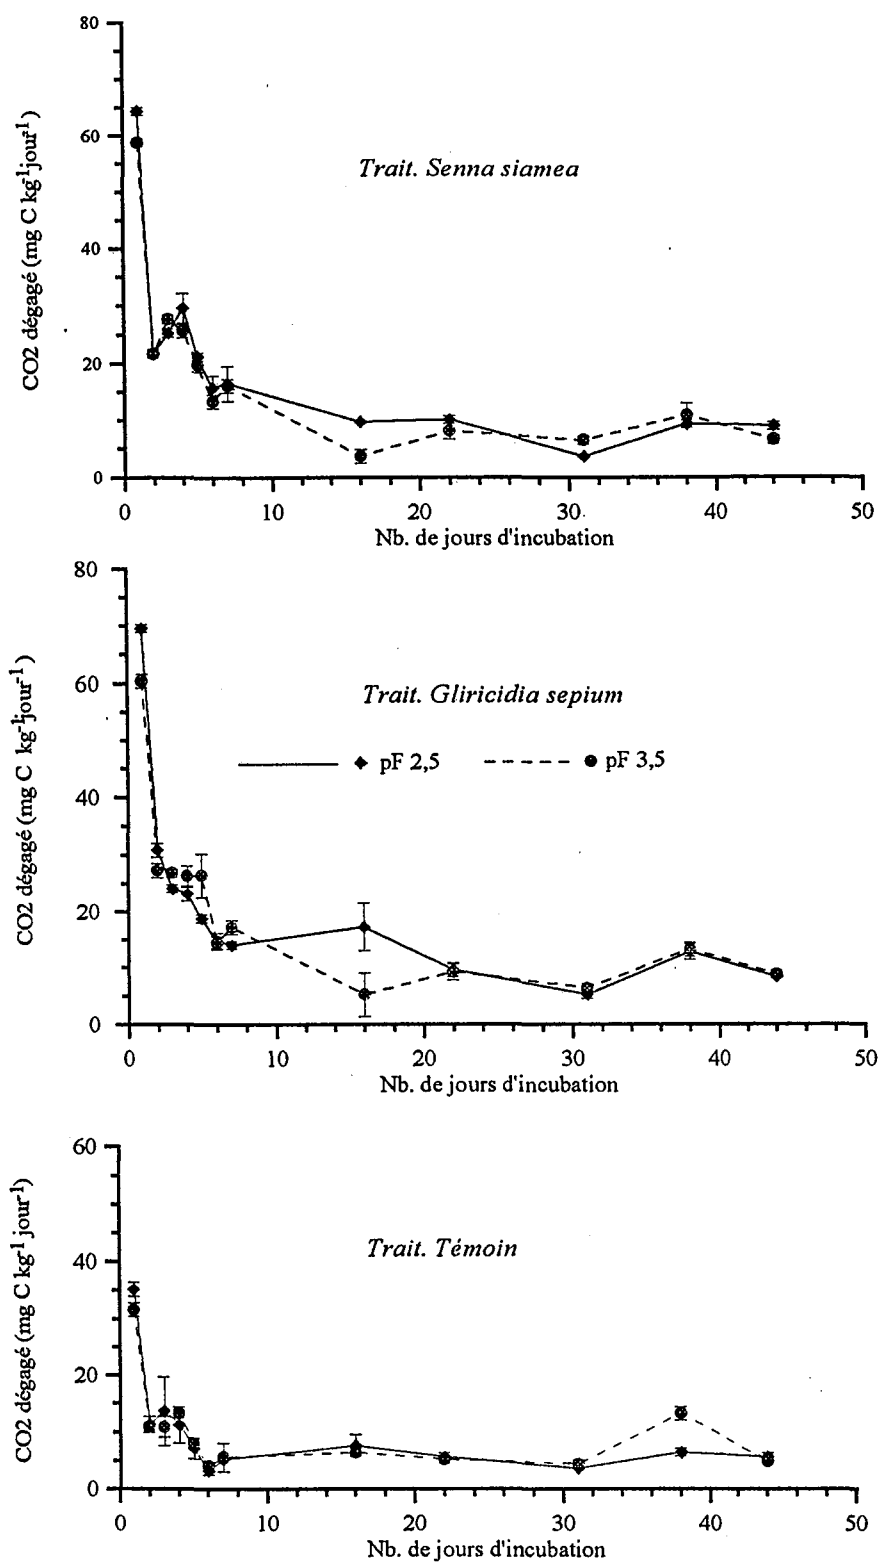 80
60
40
20
0
CO2 dégagé (mg C kg-1jour-1)
Trait. Senna siamea
0 10 20 30 40 50
Nb. de jours d'incubation
80
60
40
20
0
CO2 dégagé (mg C kg-1jour-1)
Trait. Gliricidia sepium
pF 2,5 pF 3,5
0 10 20 30 40 50
Nb. de jours d'incubation
60
40
20
0
CO2 dégagé (mg C kg-1 jour-1)
Trait. Témoin
0 10 20 30 40 50
Nb. de jours d'incubation